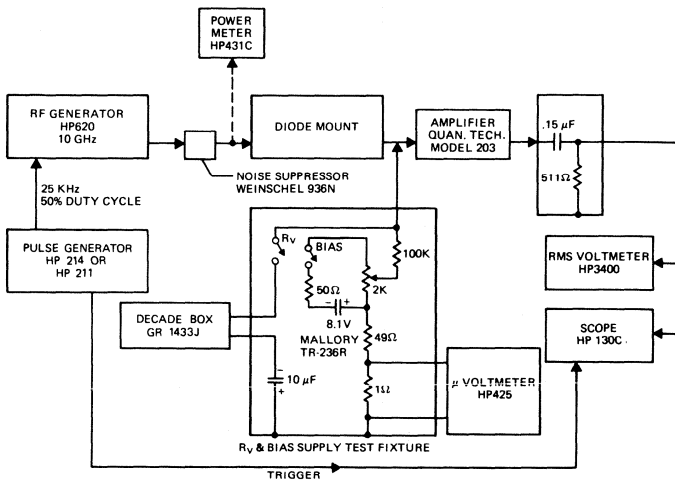 POWER
METER
HP431C
RF GENERATOR
HP620
10 GHz
DIODE MOUNT
AMPLIFIER
QUAN. TECH.
MODEL 203
.15 µF
511Ω
NOISE SUPPRESSOR
WEINSCHEL 936N
25 KHz
50% DUTY CYCLE
PULSE GENERATOR
HP 214 OR
HP 211
RV
BIAS
100K
50Ω
2K
- +
8.1V
MALLORY
TR-236R
49Ω
1Ω
DECADE BOX
GR 1433J
-
10 µF
+
µ VOLTMETER
HP425
RMS VOLTMETER
HP3400
SCOPE
HP 130C
RV & BIAS SUPPLY TEST FIXTURE
TRIGGER